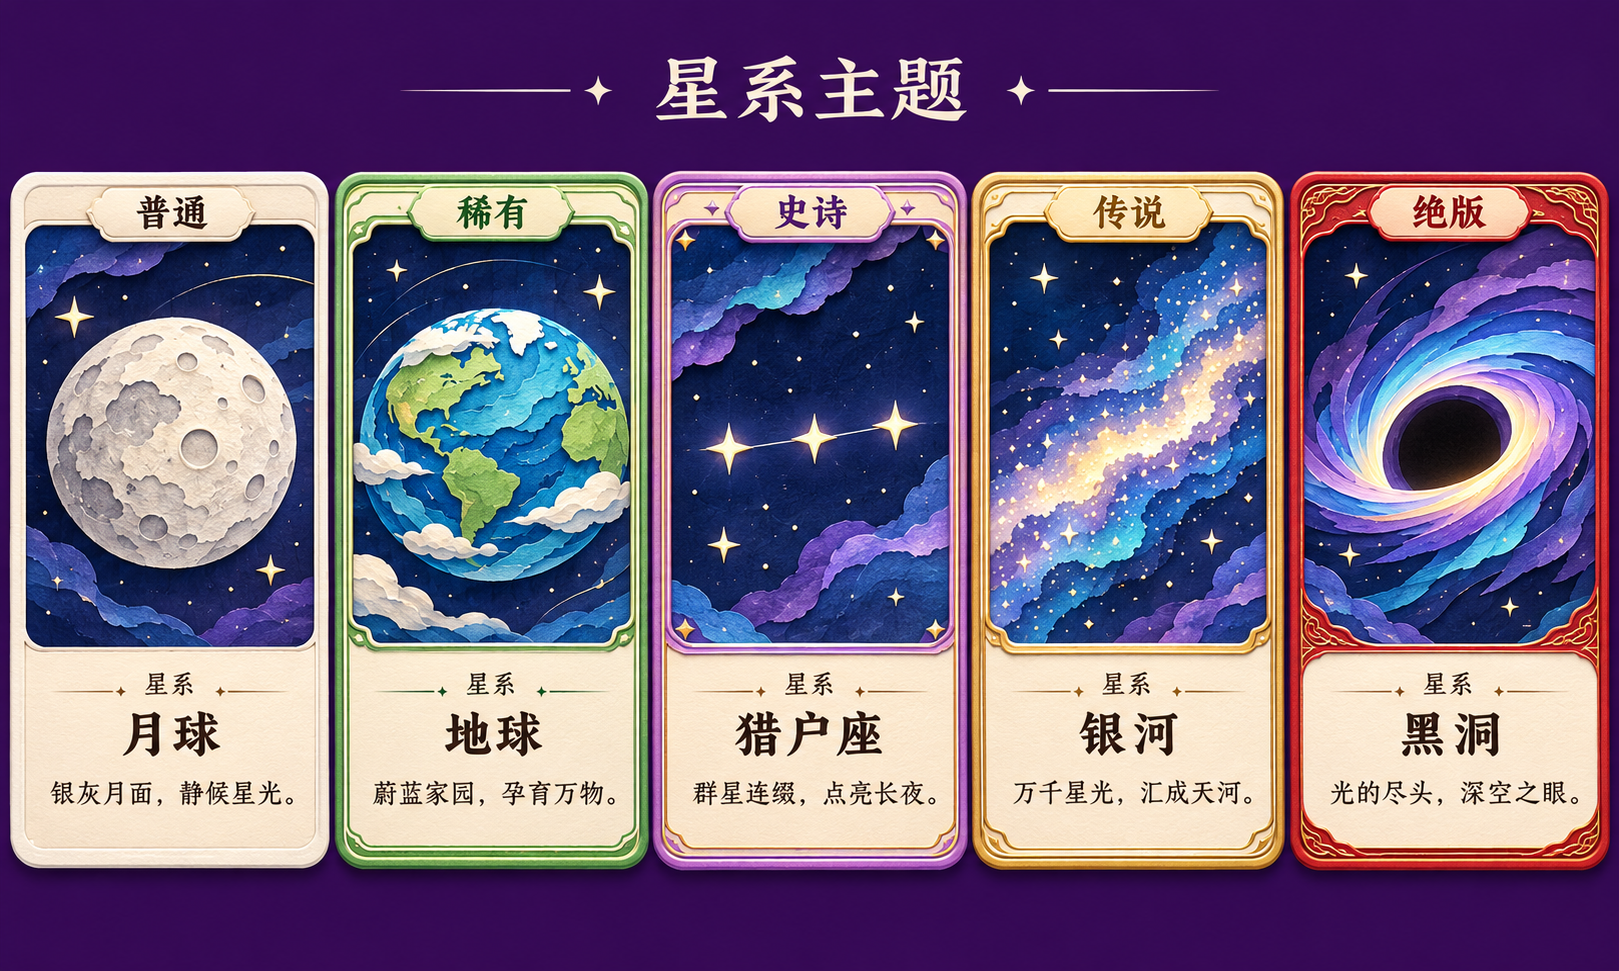 星系主题
普通
星系
月球
银灰月面，静候星光。
稀有
星系
地球
蔚蓝家园，孕育万物。
史诗
星系
猎户座
群星连缀，点亮长夜。
传说
星系
银河
万千星光，汇成天河。
绝版
星系
黑洞
光的尽头，深空之眼。